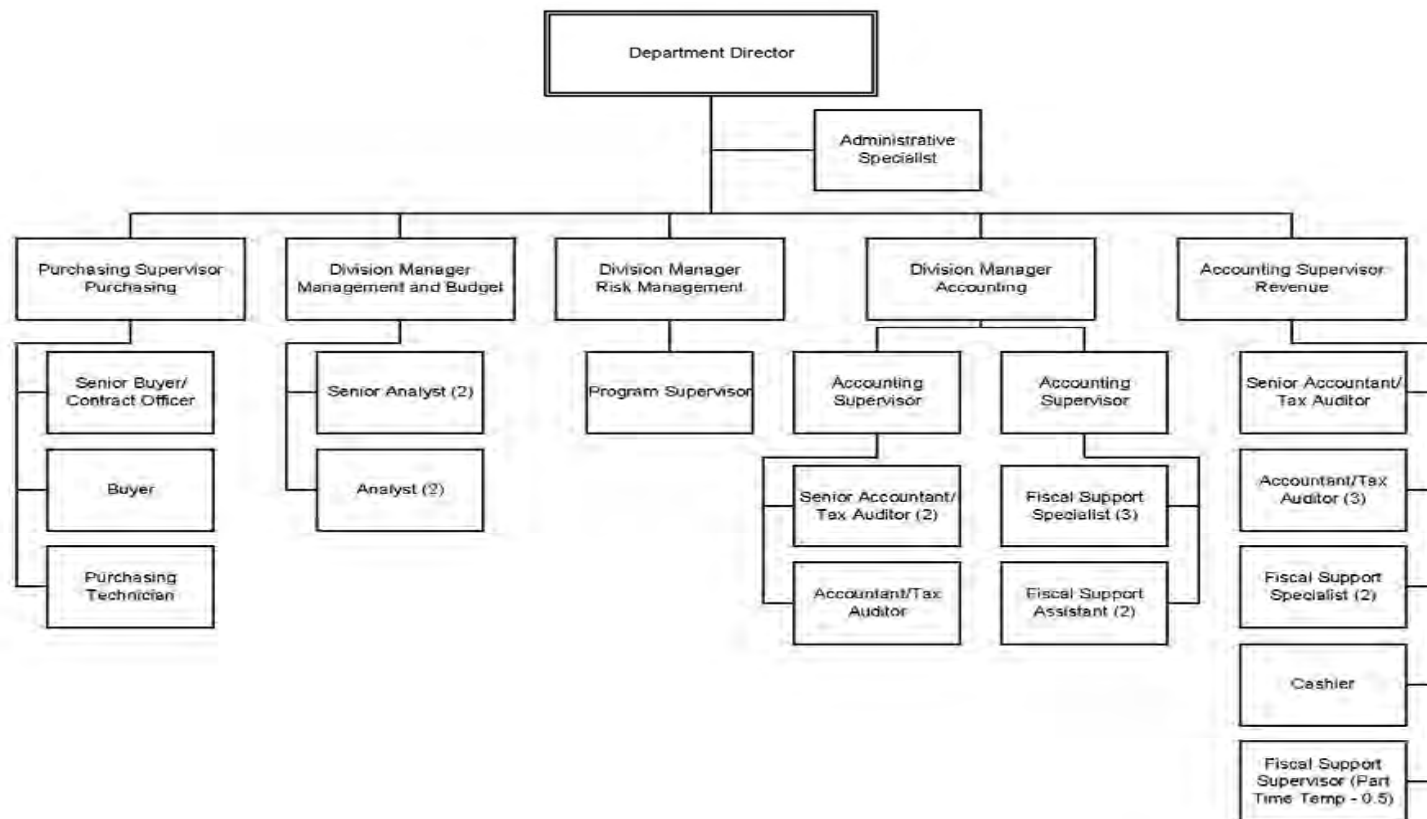 Department Director
Administrative
Specialist
Purchasing Supervisor
Purchasing
Division Manager
Management and Budget
Division Manager
Risk Management
Division Manager
Accounting
Accounting Supervisor
Revenue
Senior Buyer/
Contract Officer
Buyer
Purchasing
Technician
Senior Analyst (2)
Analyst (2)
Program Supervisor
Accounting
Supervisor
Senior Accountant/
Tax Auditor (2)
Accountant/Tax
Auditor
Accounting
Supervisor
Fiscal Support
Specialist (3)
Fiscal Support
Assistant (2)
Senior Accountant/
Tax Auditor
Accountant/Tax
Auditor (3)
Fiscal Support
Specialist (2)
Cashier
Fiscal Support
Supervisor (Part
Time Temp - 0.5)